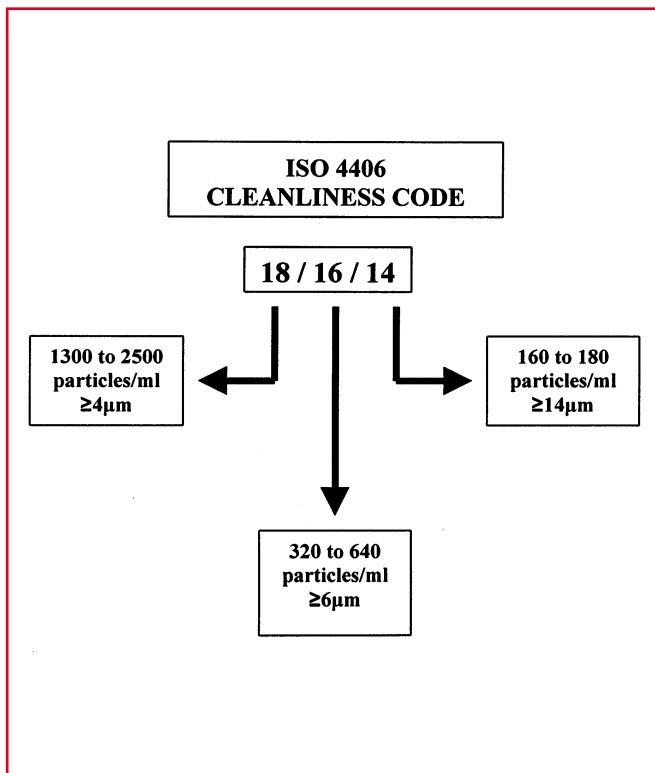 ISO 4406
CLEANLINESS CODE
18 / 16 / 14
1300 to 2500
particles/ml
≥4μm
160 to 180
particles/ml
≥14μm
320 to 640
particles/ml
≥6μm